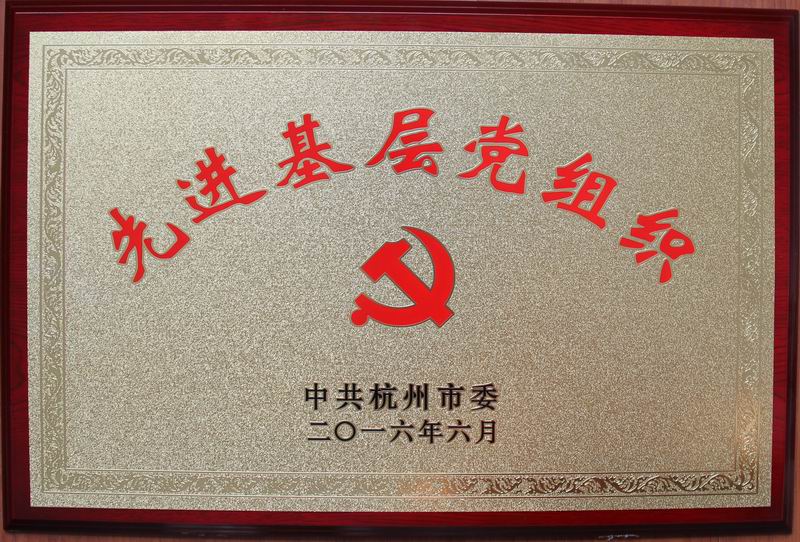 先进基层党组织
中共杭州市委
二〇一六年六月